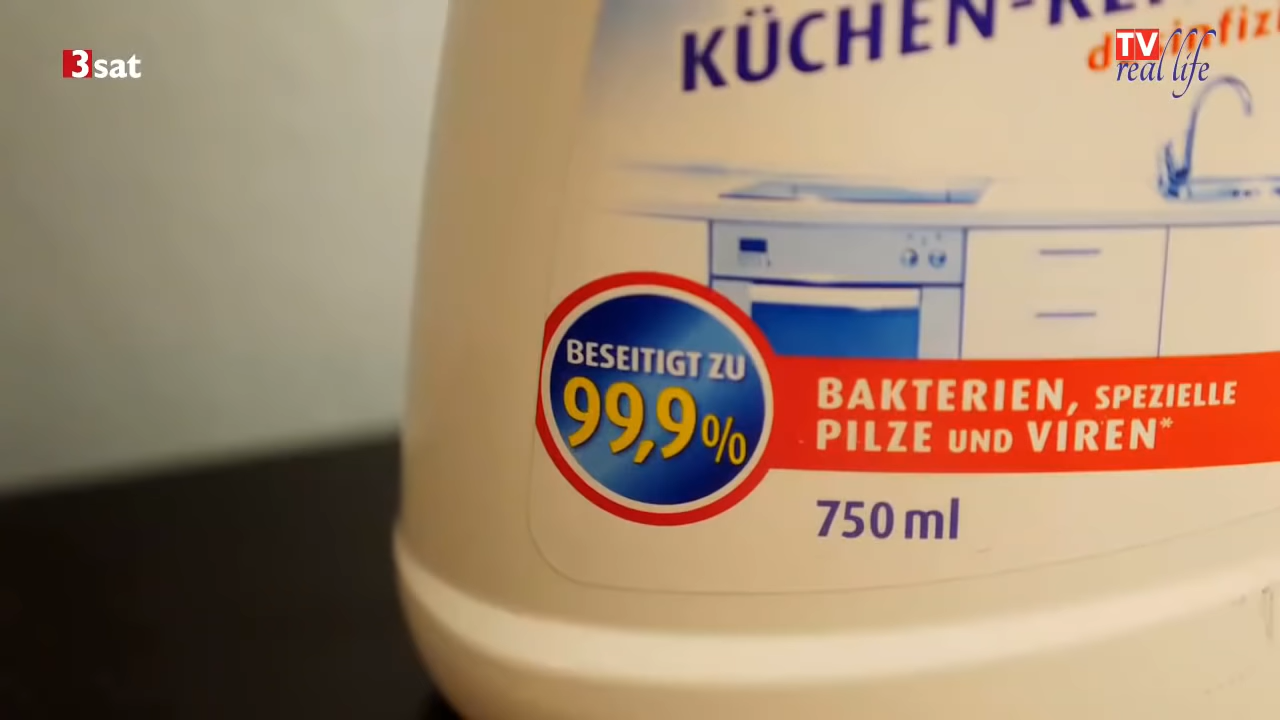 3sat
TV
real life
KÜCHEN-
BESEITIGT ZU
99,9%
BAKTERIEN, SPEZIELLE
PILZE UND VIREN*
750 ml